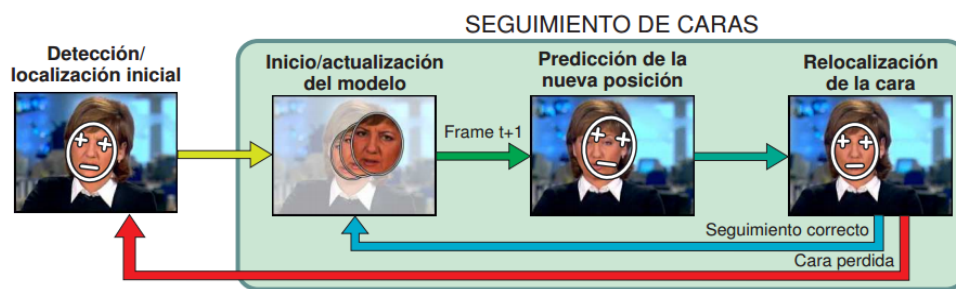 SEGUIMIENTO DE CARAS
Detección/
localización inicial
Inicio/actualización
del modelo
Predicción de la
nueva posición
Relocalización
de la cara
Frame t+1
Seguimiento correcto
Cara perdida